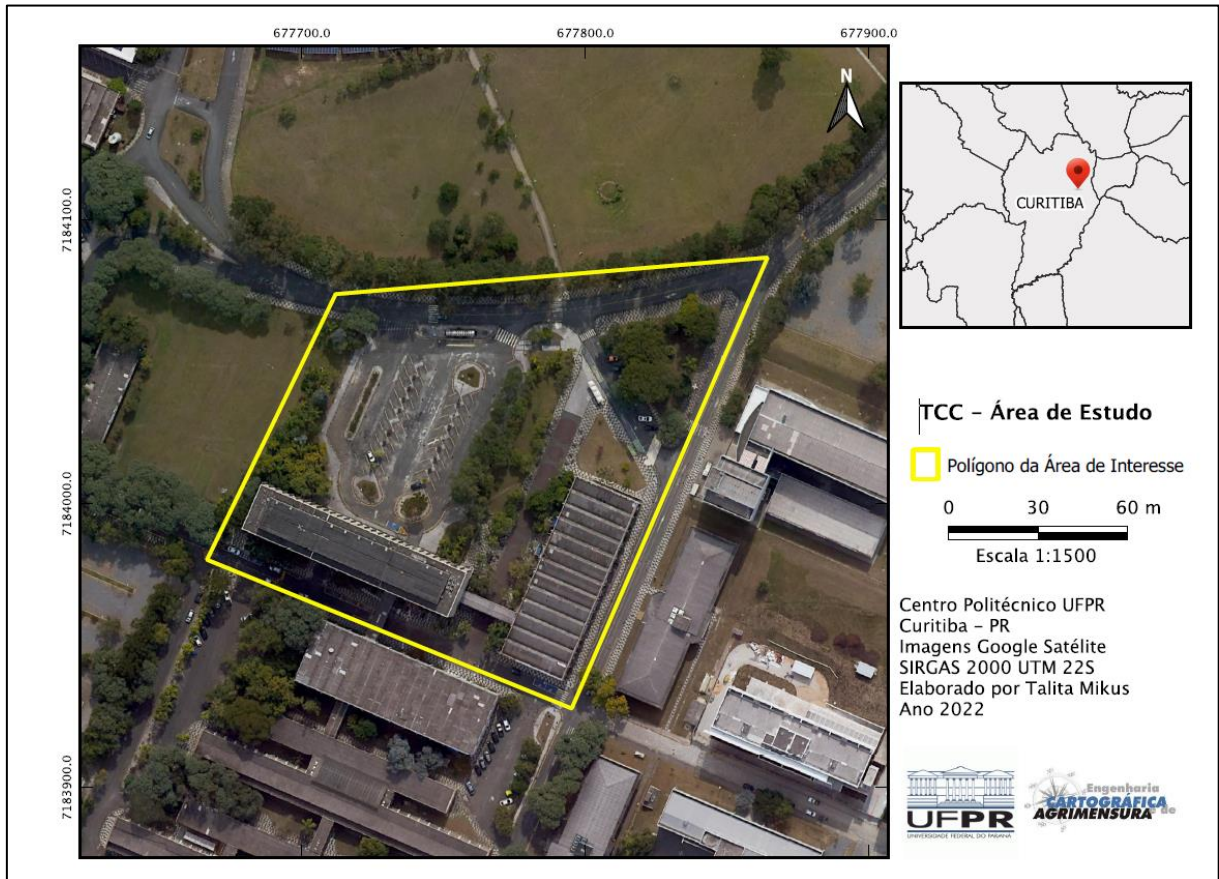 677700.0
677800.0
677900.0
7184100.0
7184000.0
7183900.0
N
CURITIBA
TCC - Área de Estudo
Polígono da Área de Interesse
0 30 60 m
Escala 1:1500
Centro Politécnico UFPR
Curitiba - PR
Imagens Google Satélite
SIRGAS 2000 UTM 22S
Elaborado por Talita Mikus
Ano 2022
UFPR
UNIVERSIDADE FEDERAL DO PARANÁ
Engenharia
CARTOGRÁFICA
e de
AGRIMENSURA